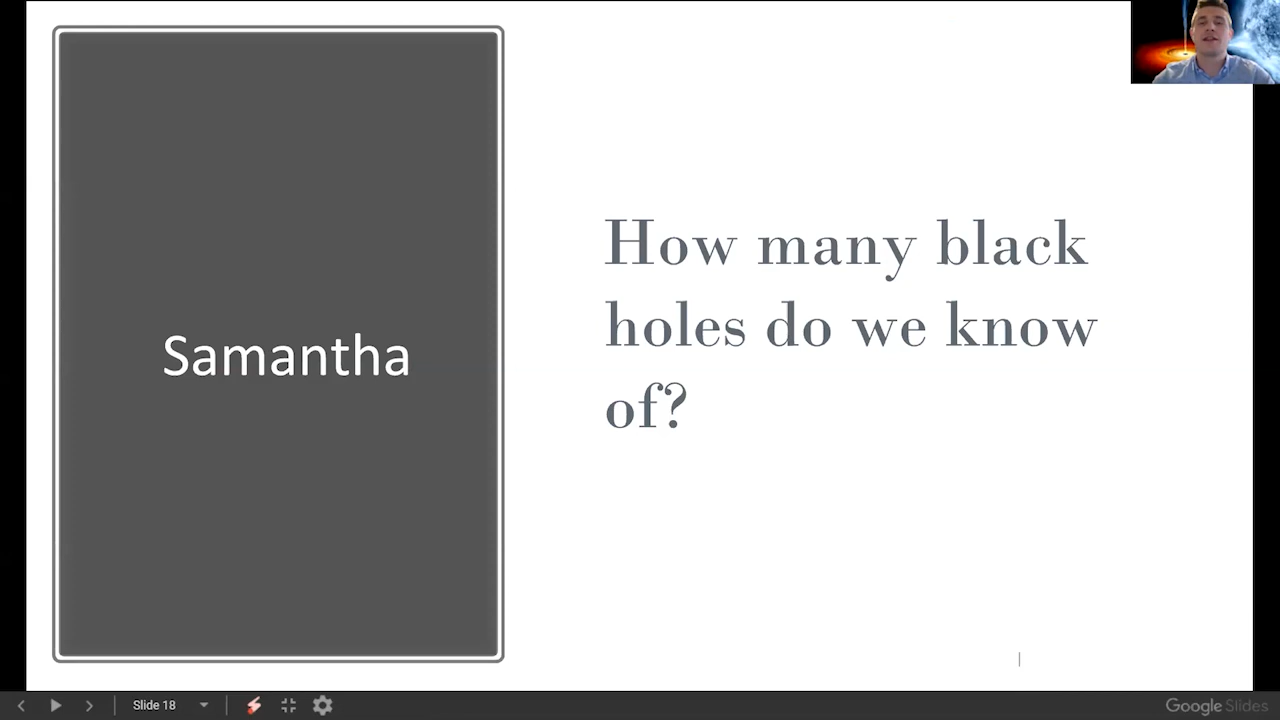 Samantha
How many black
holes do we know
of?
Slide 18
Google Slides